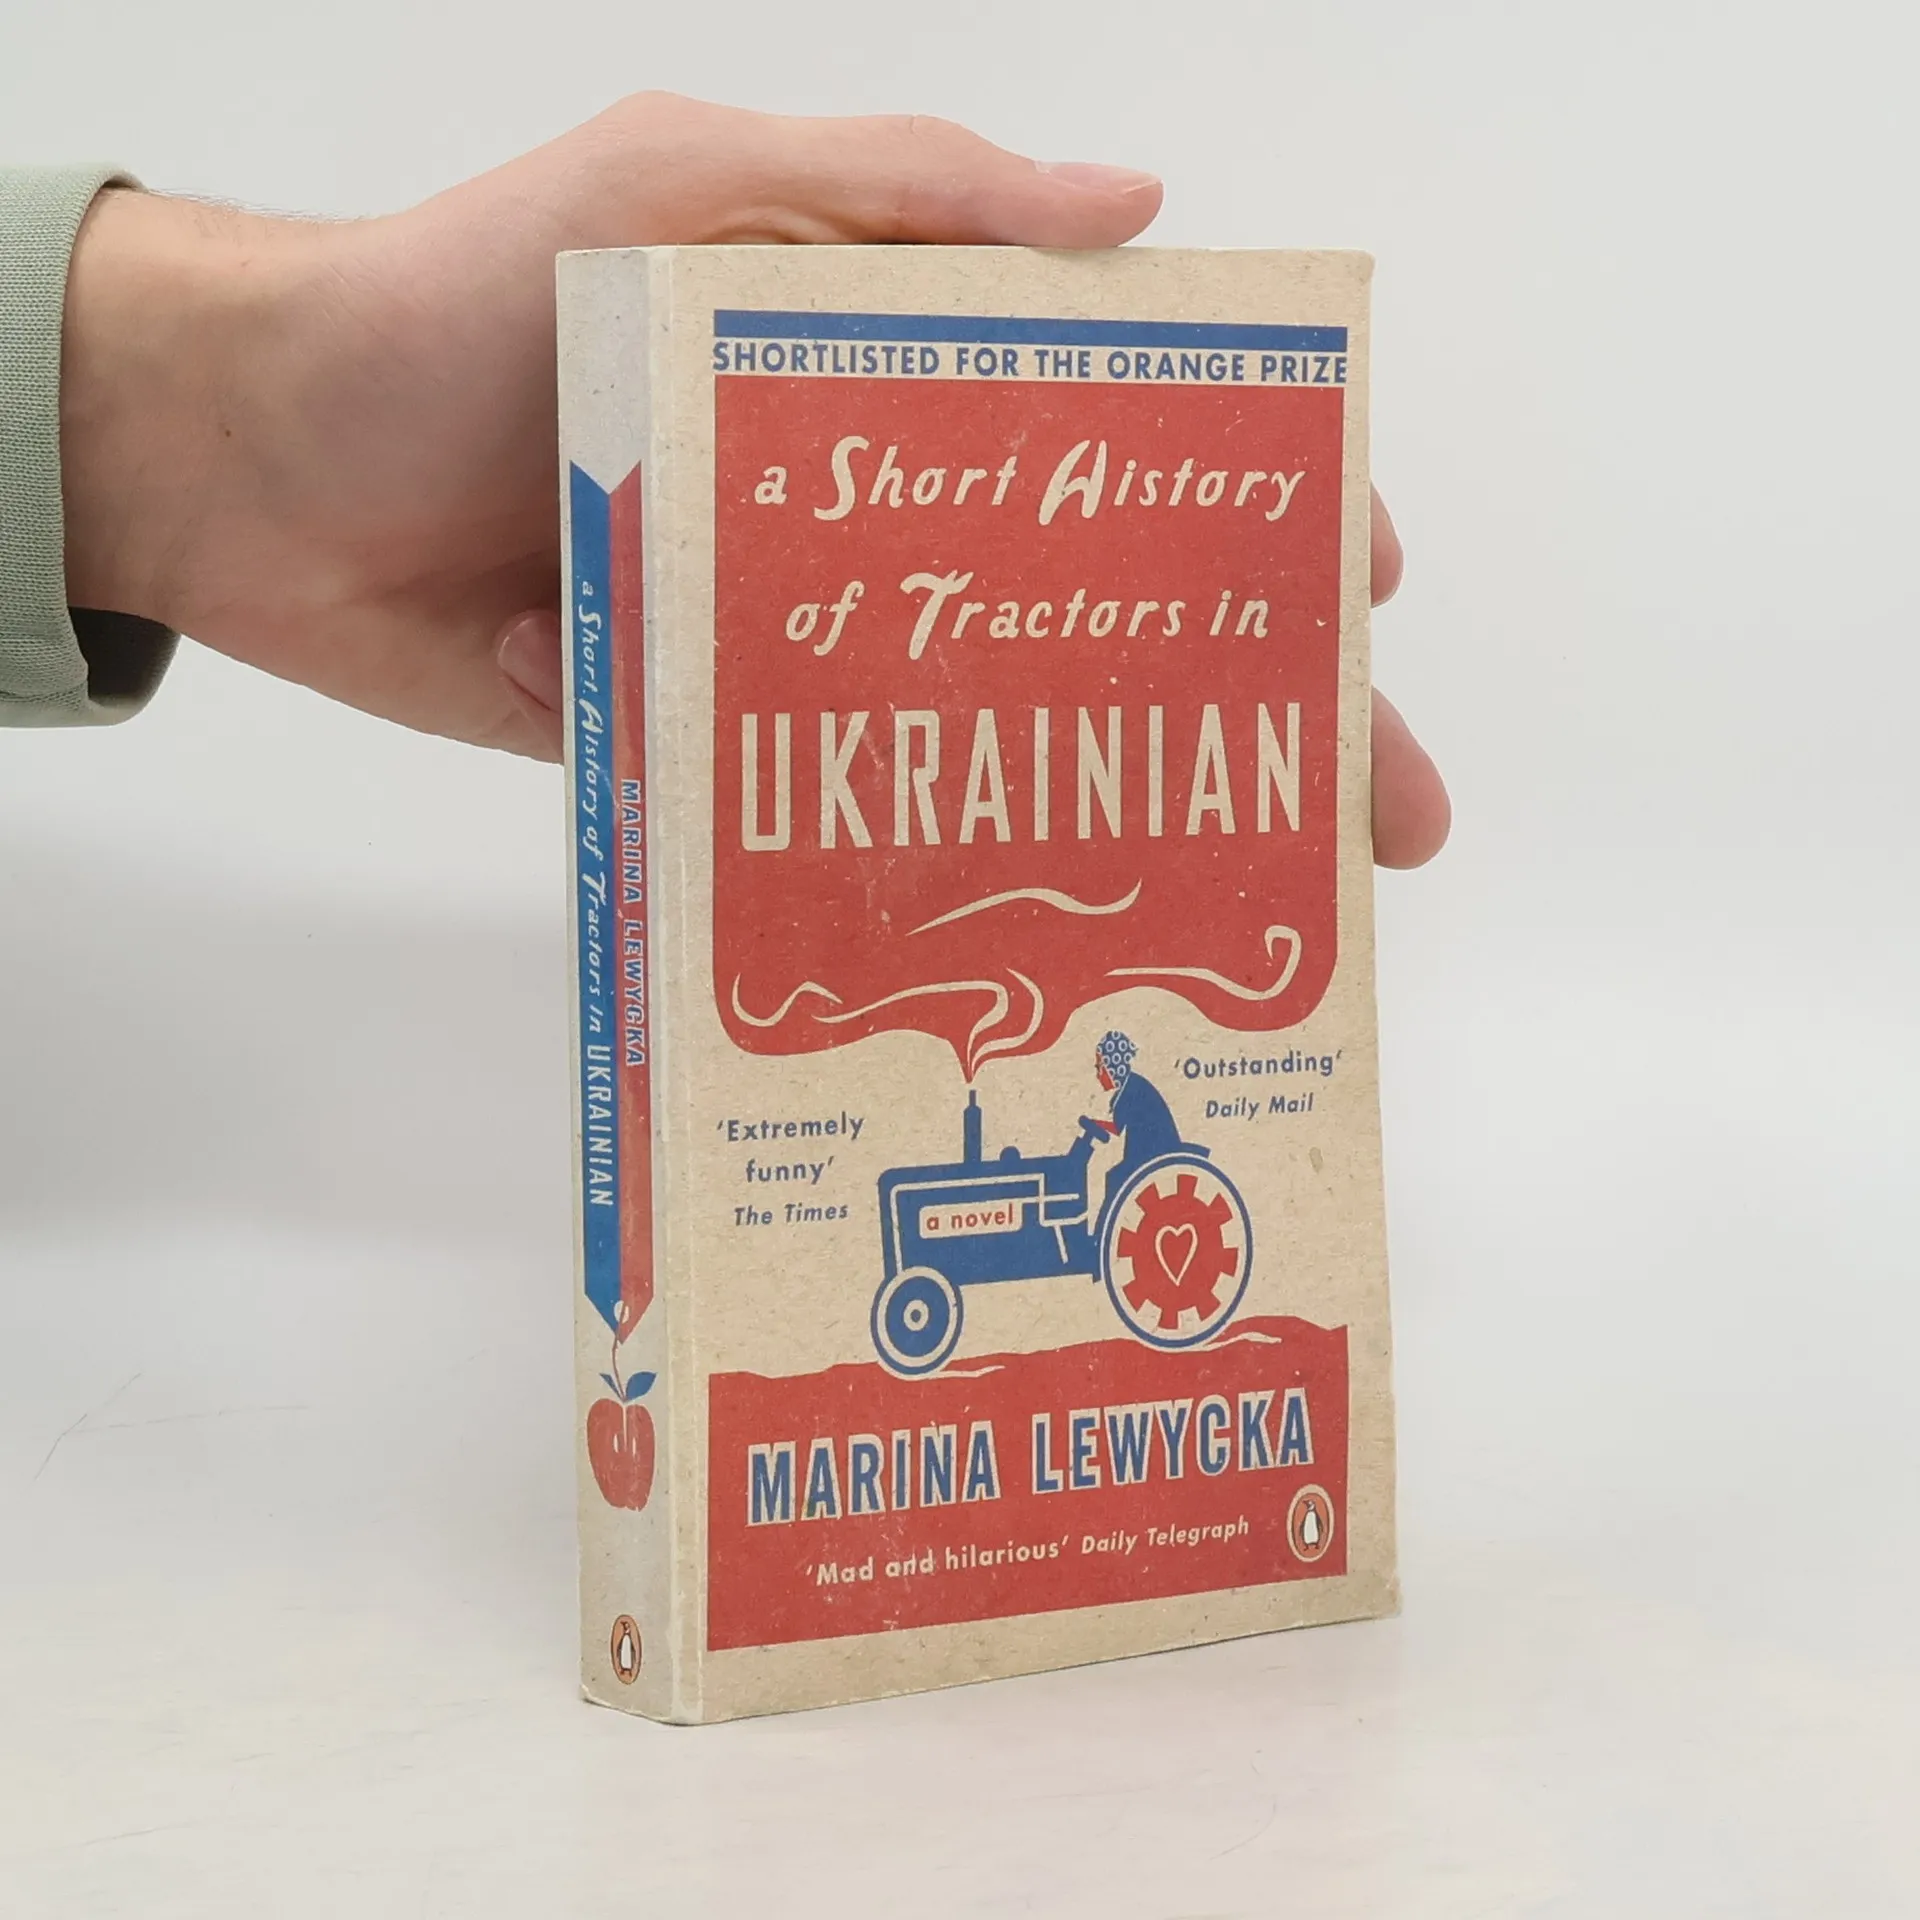 SHORTLISTED FOR THE ORANGE PRIZE
a Short History
of Tractors in
UKRAINIAN
'Outstanding'
Daily Mail
'Extremely
funny'
The Times
a novel
MARINA LEWYCKA
'Mad and hilarious' Daily Telegraph
a Short History of Tractors in UKRAINIAN
MARINA LEWYCKA